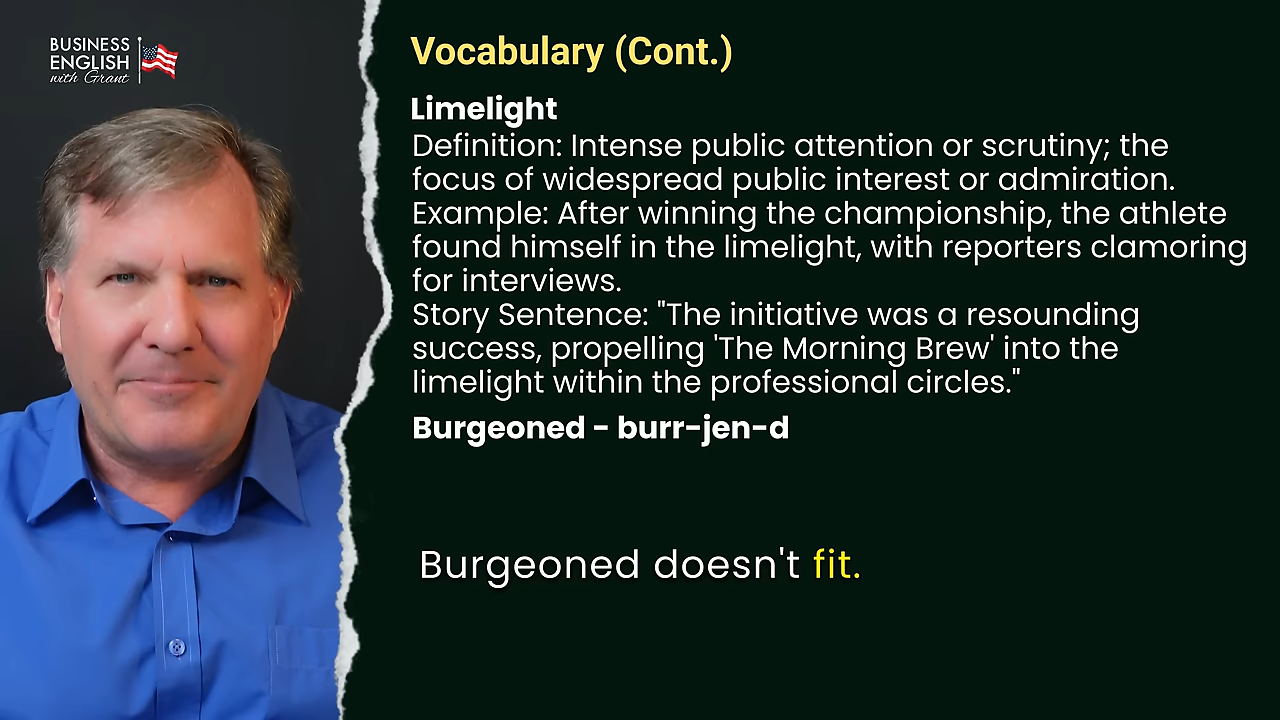 BUSINESS
ENGLISH
with Grant
Vocabulary (Cont.)
Limelight
Definition: Intense public attention or scrutiny; the
focus of widespread public interest or admiration.
Example: After winning the championship, the athlete
found himself in the limelight, with reporters clamoring
for interviews.
Story Sentence: "The initiative was a resounding
success, propelling 'The Morning Brew' into the
limelight within the professional circles."
Burgeoned - burr-jen-d
Burgeoned doesn't fit.